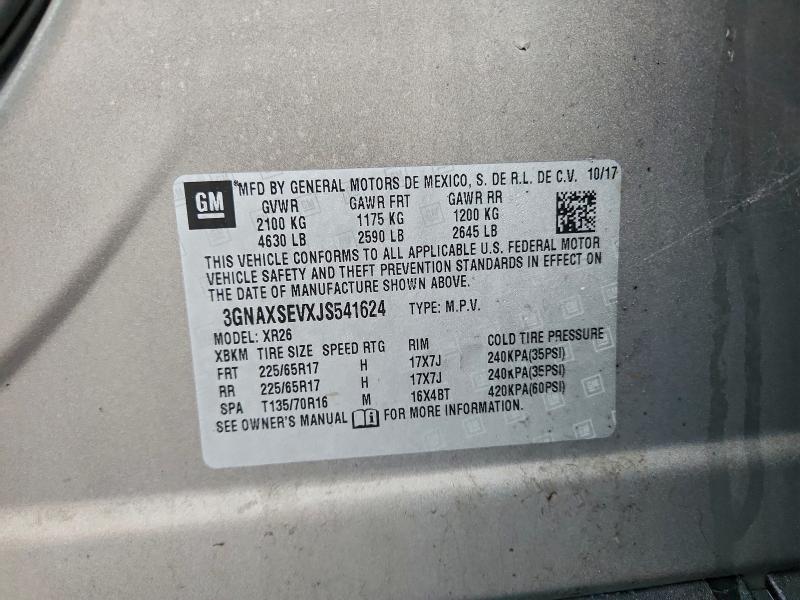 GM
®MFD BY GENERAL MOTORS DE MEXICO, S. DE R.L. DE C.V. 10/17
GVWR GAWR FRT GAWR RR
2100 KG 1175 KG 1200 KG
4630 LB 2590 LB 2645 LB
THIS VEHICLE CONFORMS TO ALL APPLICABLE U.S. FEDERAL MOTOR
VEHICLE SAFETY AND THEFT PREVENTION STANDARDS IN EFFECT ON
THE DATE OF MANUFACTURE SHOWN ABOVE.
3GNAXSEVXJS541624 TYPE: M.P.V.
MODEL: XR26
XBKM TIRE SIZE SPEED RTG RIM COLD TIRE PRESSURE
FRT 225/65R17 H 17X7J 240KPA(35PSI)
RR 225/65R17 H 17X7J 240KPA(35PSI)
SPA T135/70R16 M 16X4BT 420KPA(60PSI)
SEE OWNER'S MANUAL FOR MORE INFORMATION.